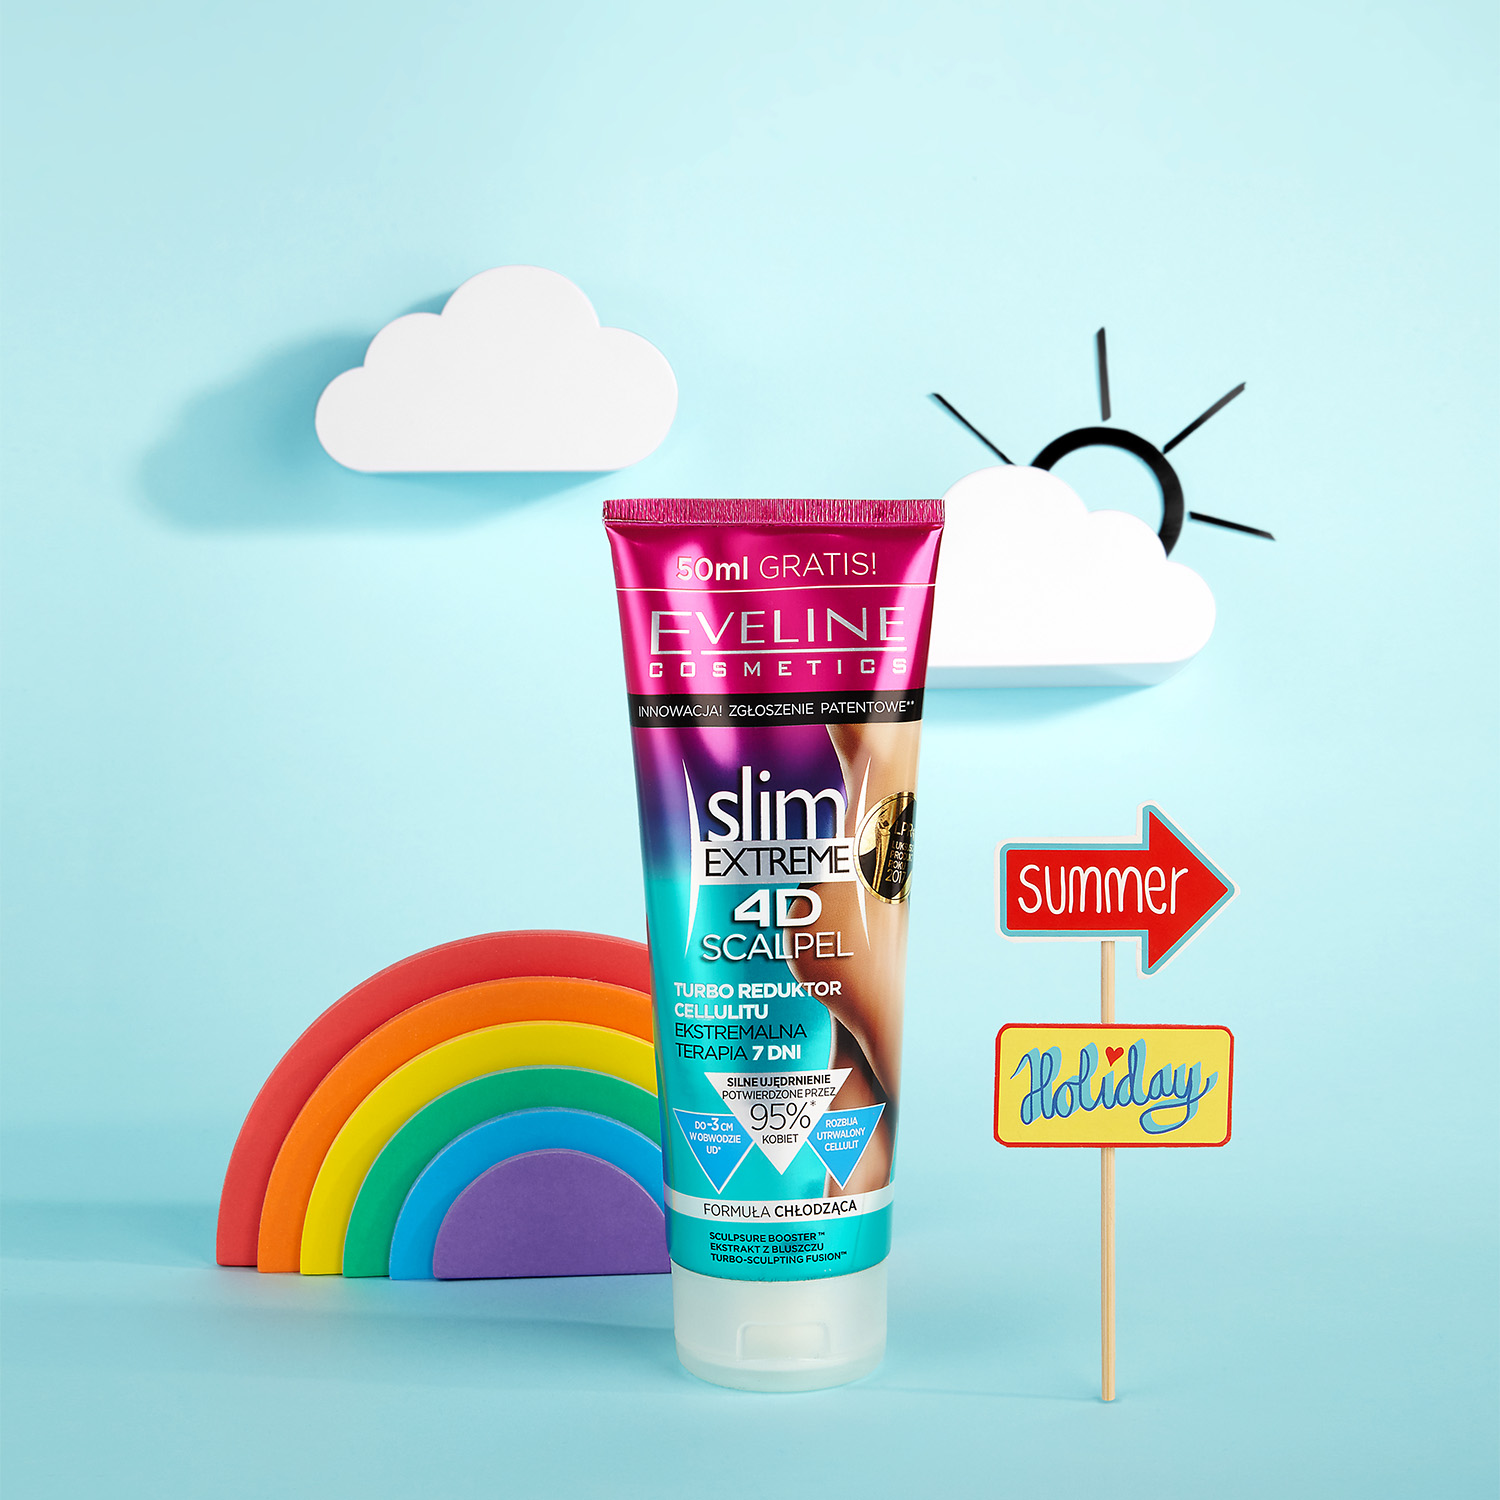 50ml GRATIS!
EVELINE
COSMETICS
INNOWACJA! ZGŁOSZENIE PATENTOWE**
slim
EXTREME
4D
SCALPEL
TURBO REDUKTOR
CELLULITU
EKSTREMALNA
TERAPIA 7 DNI
SILNE UJĘDRNIENIE
POTWIERDZONE PRZEZ
95%*
KOBIET
DO -3 CM
W OBWODZIE
UD*
ROZBIJA
UTRWALONY
CELLULIT
FORMUŁA CHŁODZĄCA
SCULPSURE BOOSTER™
EKSTRAKT Z BLUSZCZU
TURBO-SCULPTING FUSION™
summer
Holiday